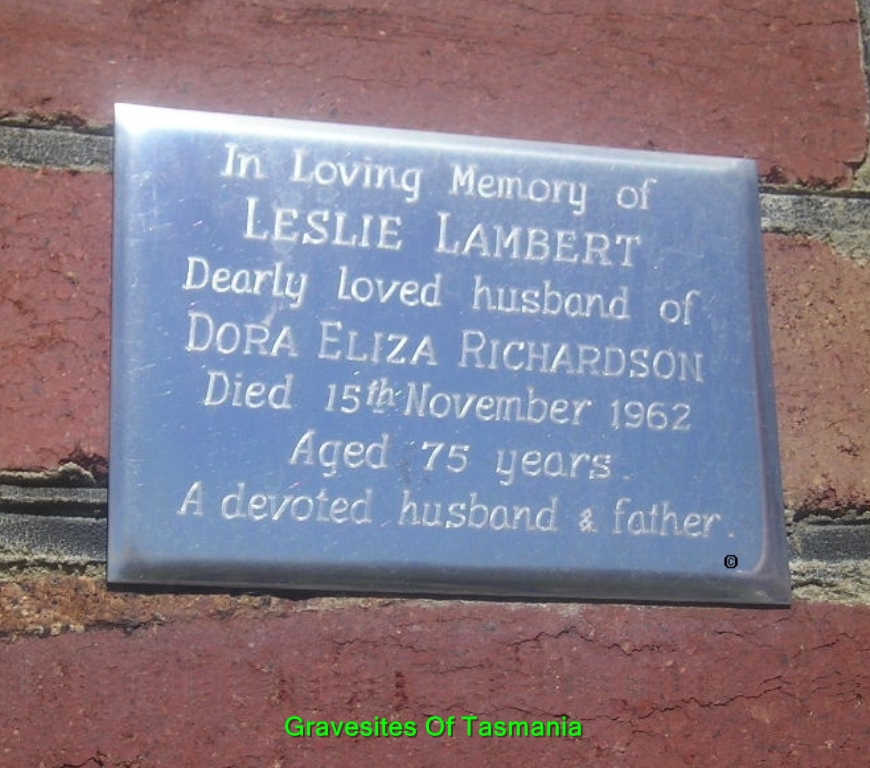 In Loving Memory of
LESLIE LAMBERT
Dearly loved husband of
DORA ELIZA RICHARDSON
Died 15th November 1962
Aged 75 years.
A devoted husband & father.
©
Gravesites Of Tasmania